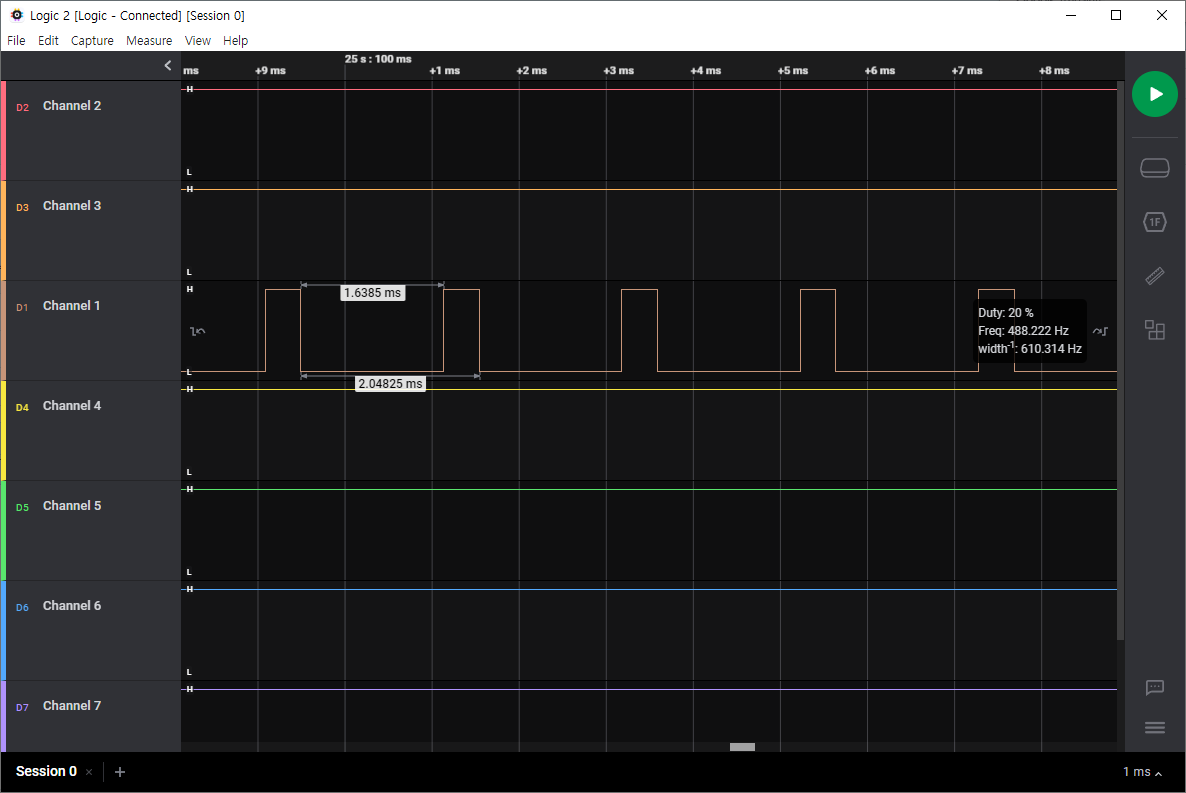 Logic 2 [Logic - Connected] [Session 0]
File Edit Capture Measure View Help
25 s : 100 ms
ms +9 ms +1 ms +2 ms +3 ms +4 ms +5 ms +6 ms +7 ms +8 ms
H
D2 Channel 2
L
H
D3 Channel 3
L
H
1.6385 ms
D1 Channel 1
Duty: 20 %
Freq: 488.222 Hz
width-1: 610.314 Hz
L
2.04825 ms
H
D4 Channel 4
L
H
D5 Channel 5
L
H
D6 Channel 6
L
H
D7 Channel 7
1F
Session 0 × +
1 ms